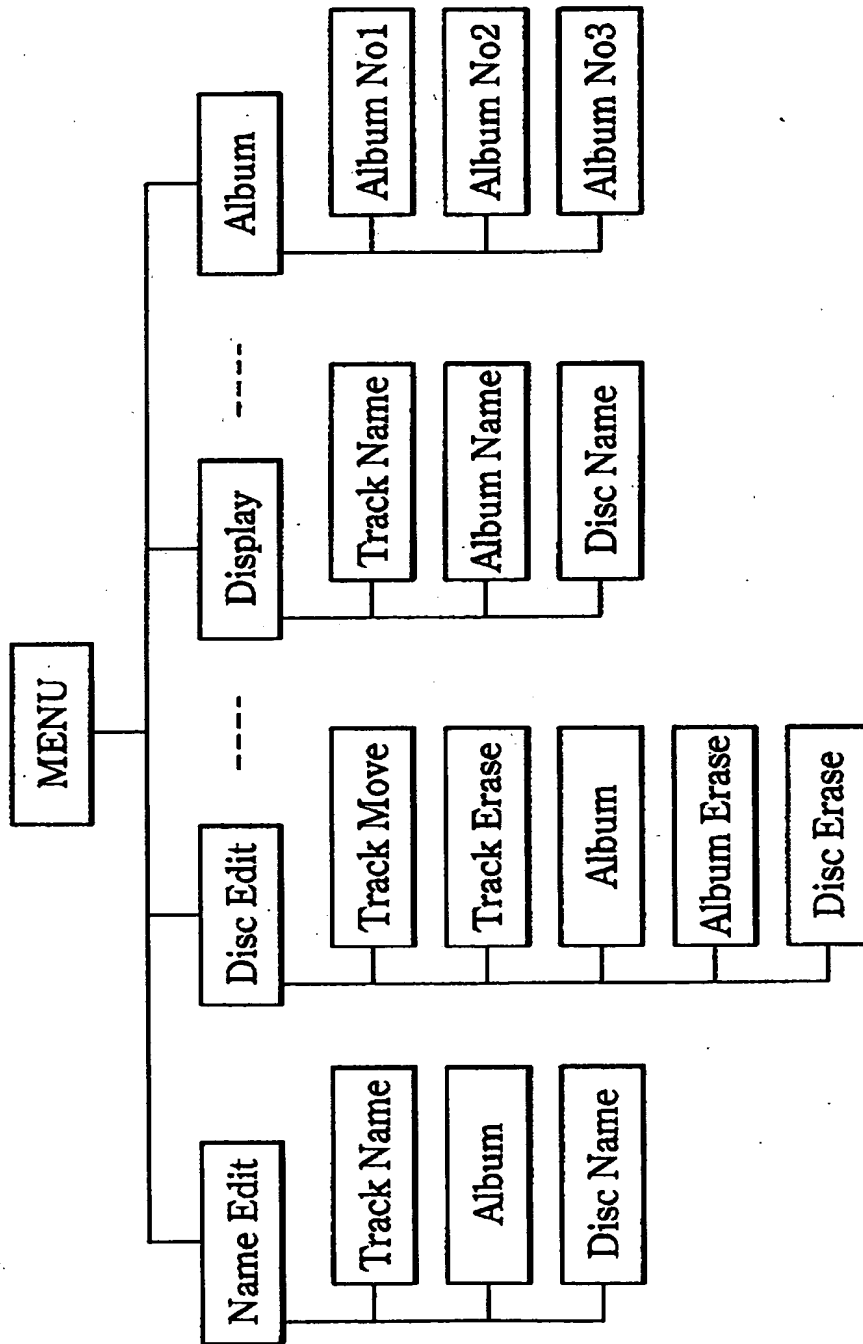 MENU
Name Edit
Track Name
Album
Disc Name
Disc Edit
Track Move
Track Erase
Album
Album Erase
Disc Erase
Display
Track Name
Album Name
Disc Name
Album
Album No1
Album No2
Album No3